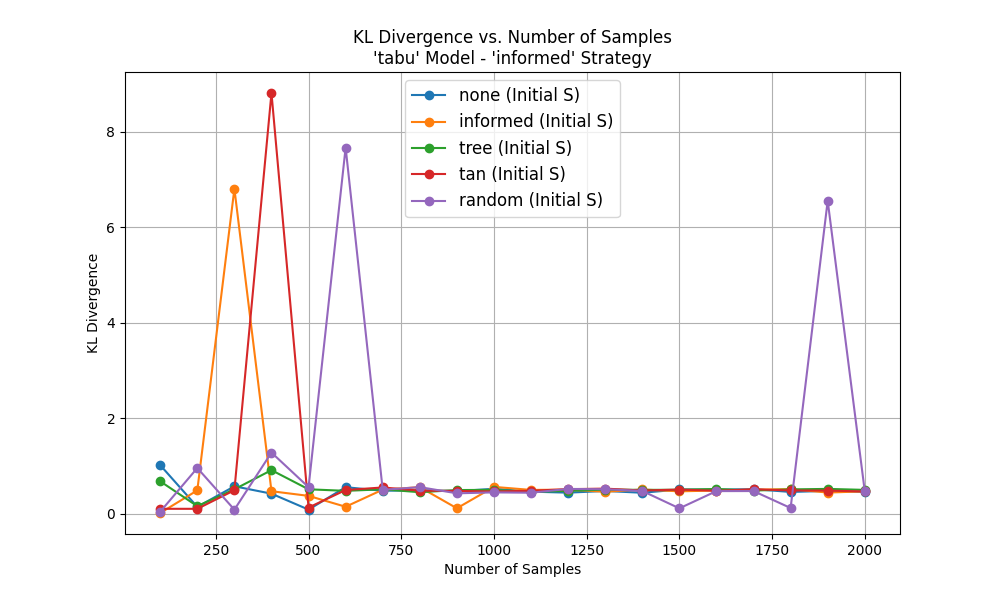 KL Divergence vs. Number of Samples
'tabu' Model - 'informed' Strategy
none (Initial S)
informed (Initial S)
tree (Initial S)
tan (Initial S)
random (Initial S)
KL Divergence
8
6
4
2
0
250
500
750
1000
1250
1500
1750
2000
Number of Samples